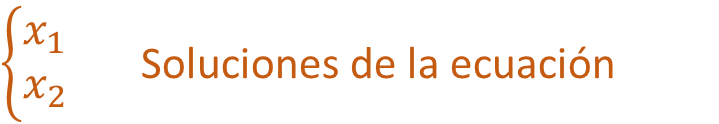 x₁
x₂
Soluciones de la ecuación